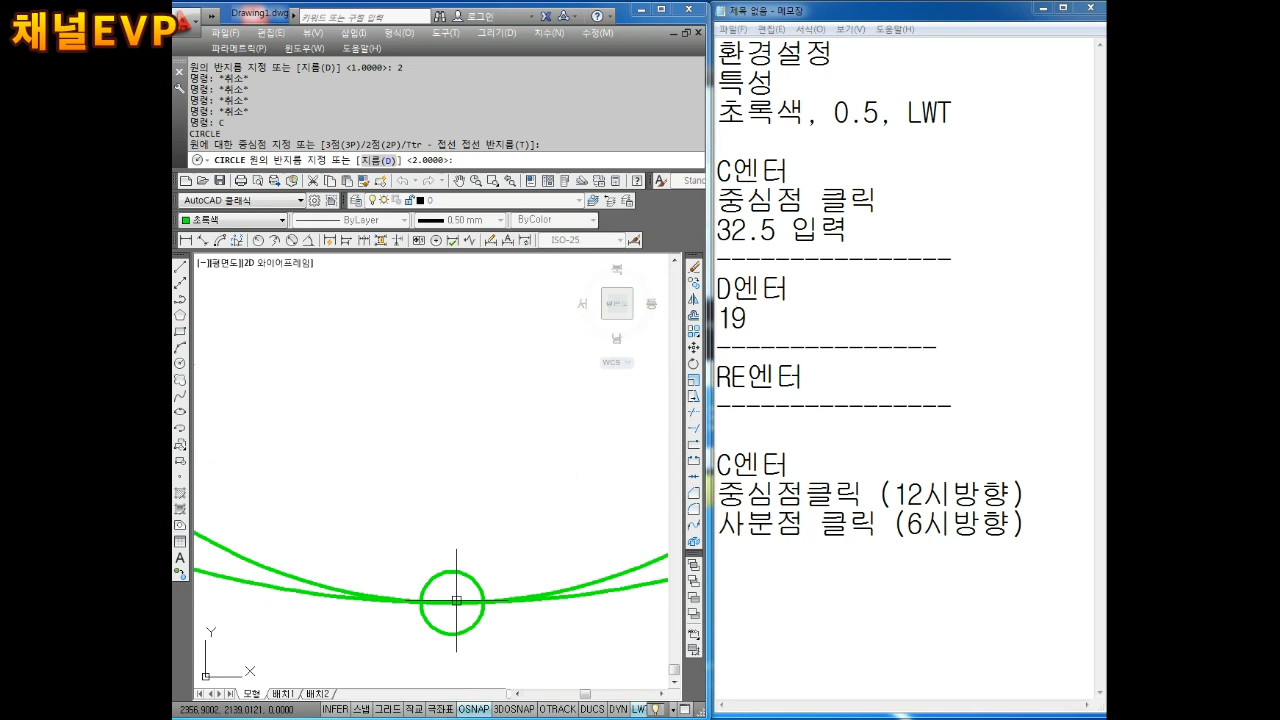 채널EVP
Drawing1.dwg
키워드 또는 구절 입력
로그인
파일(F) 편집(E) 뷰(V) 삽입(I) 형식(O) 도구(T) 그리기(D) 치수(N) 수정(M)
파라메트릭(P) 윈도우(W) 도움말(H)
원의 반지름 지정 또는 [지름(D)] <1.0000>: 2
명령: *취소*
명령: *취소*
명령: *취소*
명령: *취소*
명령: C
CIRCLE
원에 대한 중심점 지정 또는 [3점(3P)/2점(2P)/Ttr - 접선 접선 반지름(T)]:
CIRCLE 원의 반지름 지정 또는 [지름(D)] <2.0000>:
Stanc
AutoCAD 클래식
0
초록색
ByLayer
0.50 mm
ByColor
ISO-25
[-][평면도][2D 와이어프레임]
북
서
평면도
동
남
WCS
Y
X
모형 배치1 배치2
2356.9002, 2139.0121, 0.0000
INFER 스냅 그리드 직교 극좌표 OSNAP 3DOSNAP OTRACK DUCS DYN LW
제목 없음 - 메모장
파일(F) 편집(E) 서식(O) 보기(V) 도움말(H)
환경설정
특성
초록색, 0.5, LWT
C엔터
중심점 클릭
32.5 입력
----------------
D엔터
19
---------------
RE엔터
----------------
C엔터
중심점클릭 (12시방향)
사분점 클릭 (6시방향)